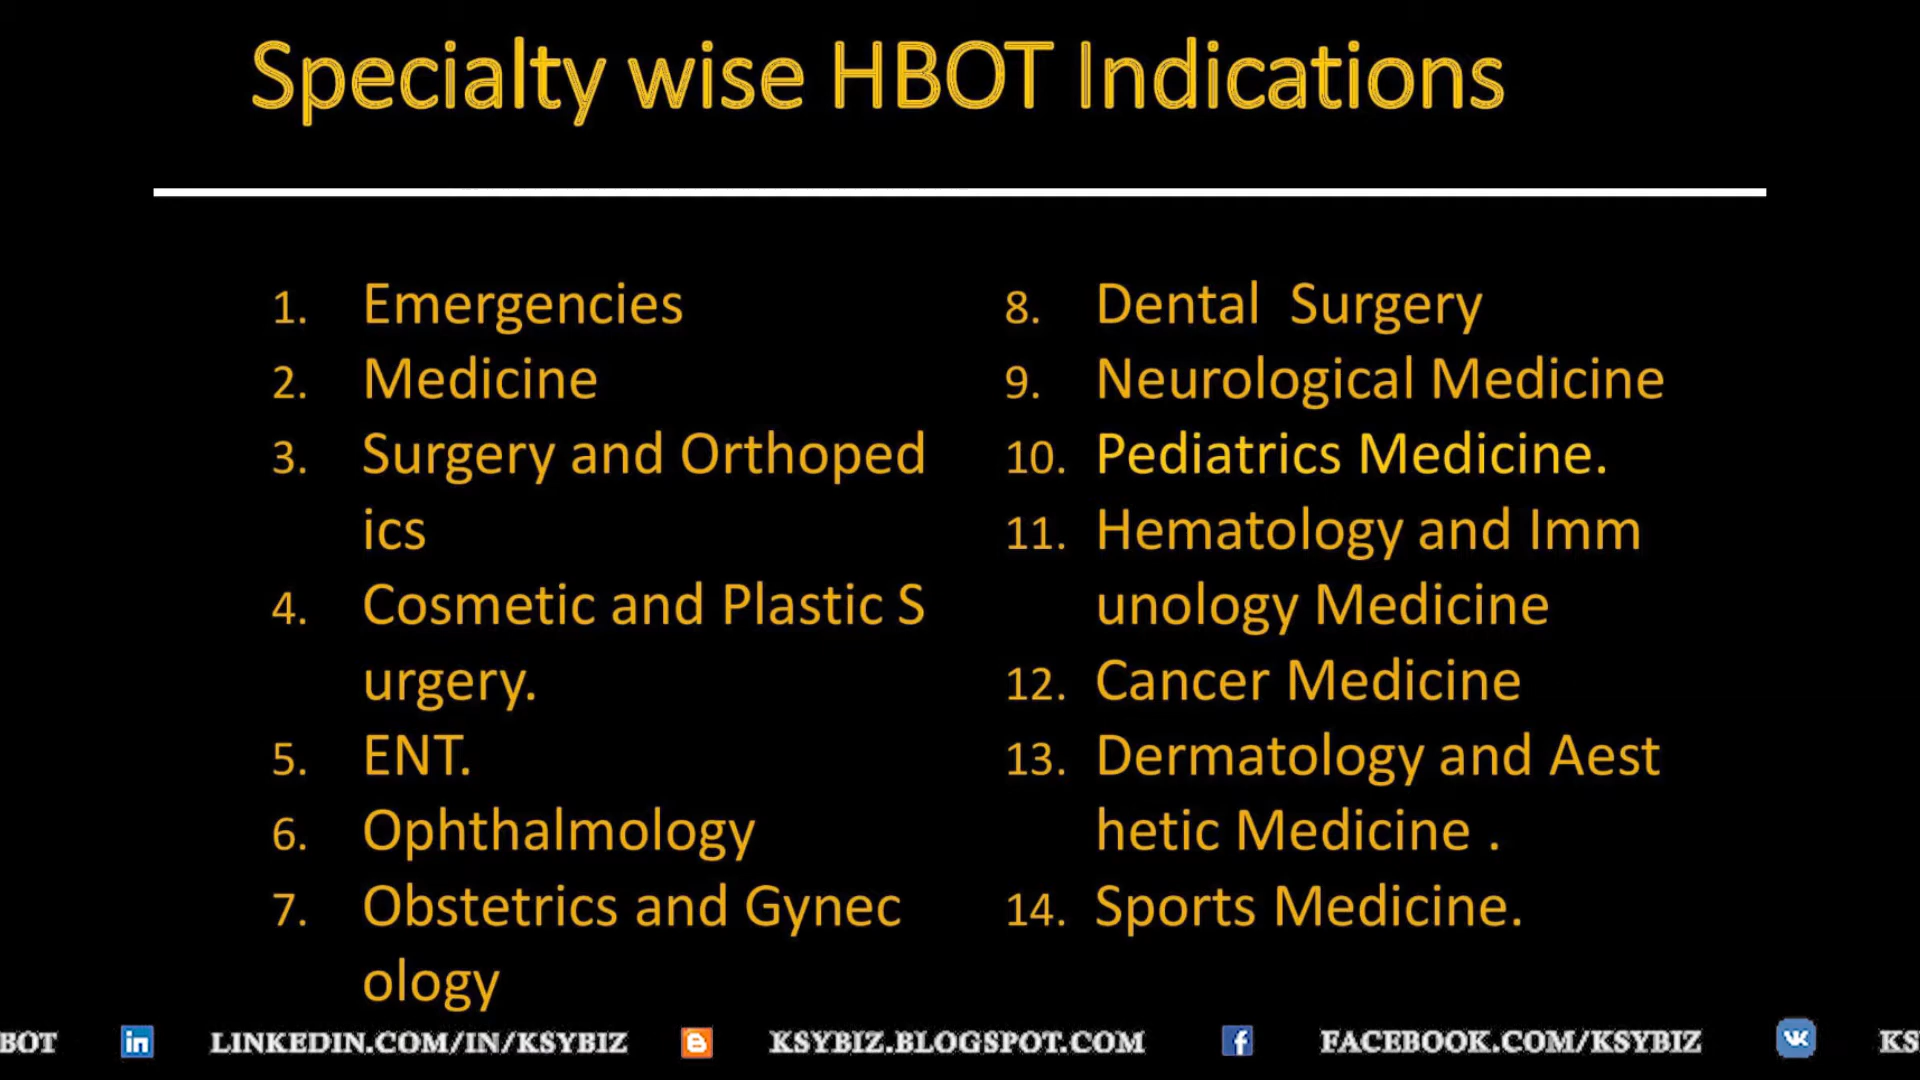 Specialty wise HBOT Indications
1. Emergencies
2. Medicine
3. Surgery and Orthoped
ics
4. Cosmetic and Plastic S
urgery.
5. ENT.
6. Ophthalmology
7. Obstetrics and Gynec
ology
8. Dental Surgery
9. Neurological Medicine
10. Pediatrics Medicine.
11. Hematology and Imm
unology Medicine
12. Cancer Medicine
13. Dermatology and Aest
hetic Medicine .
14. Sports Medicine.
BOT in LINKEDIN.COM/IN/KSYBIZ KSYBIZ.BLOGSPOT.COM f FACEBOOK.COM/KSYBIZ KS